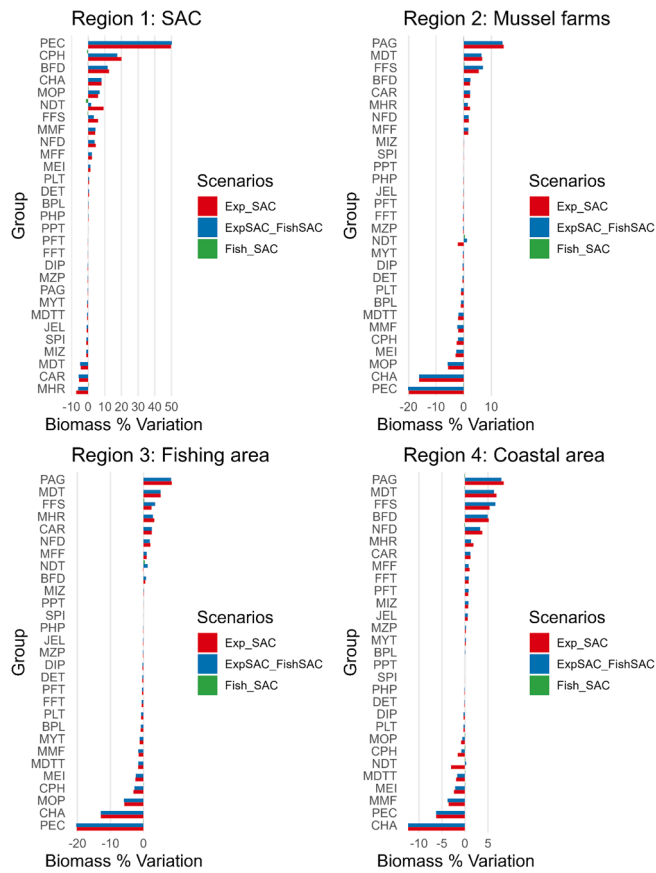 Region 1: SAC
PEC
CPH
BFD
CHA
MOP
NDT
FFS
MMF
NFD
MFF
MEI
PLT
DET
BPL
PHP
PPT
PFT
FFT
DIP
MZP
PAG
MYT
MDTT
JEL
SPI
MIZ
MDT
CAR
MHR
Group
-10 0 10 20 30 40 50
Biomass % Variation
Scenarios
Exp_SAC
ExpSAC_FishSAC
Fish_SAC
Region 2: Mussel farms
PAG
MDT
FFS
BFD
CAR
MHR
NFD
MFF
MIZ
SPI
PPT
PHP
JEL
PFT
FFT
MZP
NDT
MYT
DIP
DET
PLT
BPL
MDTT
MMF
CPH
MEI
MOP
CHA
PEC
Group
-20 -10 0 10
Biomass % Variation
Scenarios
Exp_SAC
ExpSAC_FishSAC
Fish_SAC
Region 3: Fishing area
PAG
MDT
FFS
MHR
CAR
NFD
MFF
NDT
BFD
MIZ
PPT
SPI
PHP
JEL
MZP
DIP
DET
PFT
FFT
PLT
BPL
MYT
MMF
MDTT
MEI
CPH
MOP
CHA
PEC
Group
-20 0
Biomass % Variation
Scenarios
Exp_SAC
ExpSAC_FishSAC
Fish_SAC
Region 4: Coastal area
PAG
MDT
FFS
BFD
NFD
MHR
CAR
MFF
FFT
PFT
MIZ
JEL
MZP
MYT
BPL
PPT
SPI
PHP
DET
DIP
PLT
MOP
CPH
NDT
MDTT
MEI
MMF
PEC
CHA
Group
-10 -5 0 5
Biomass % Variation
Scenarios
Exp_SAC
ExpSAC_FishSAC
Fish_SAC